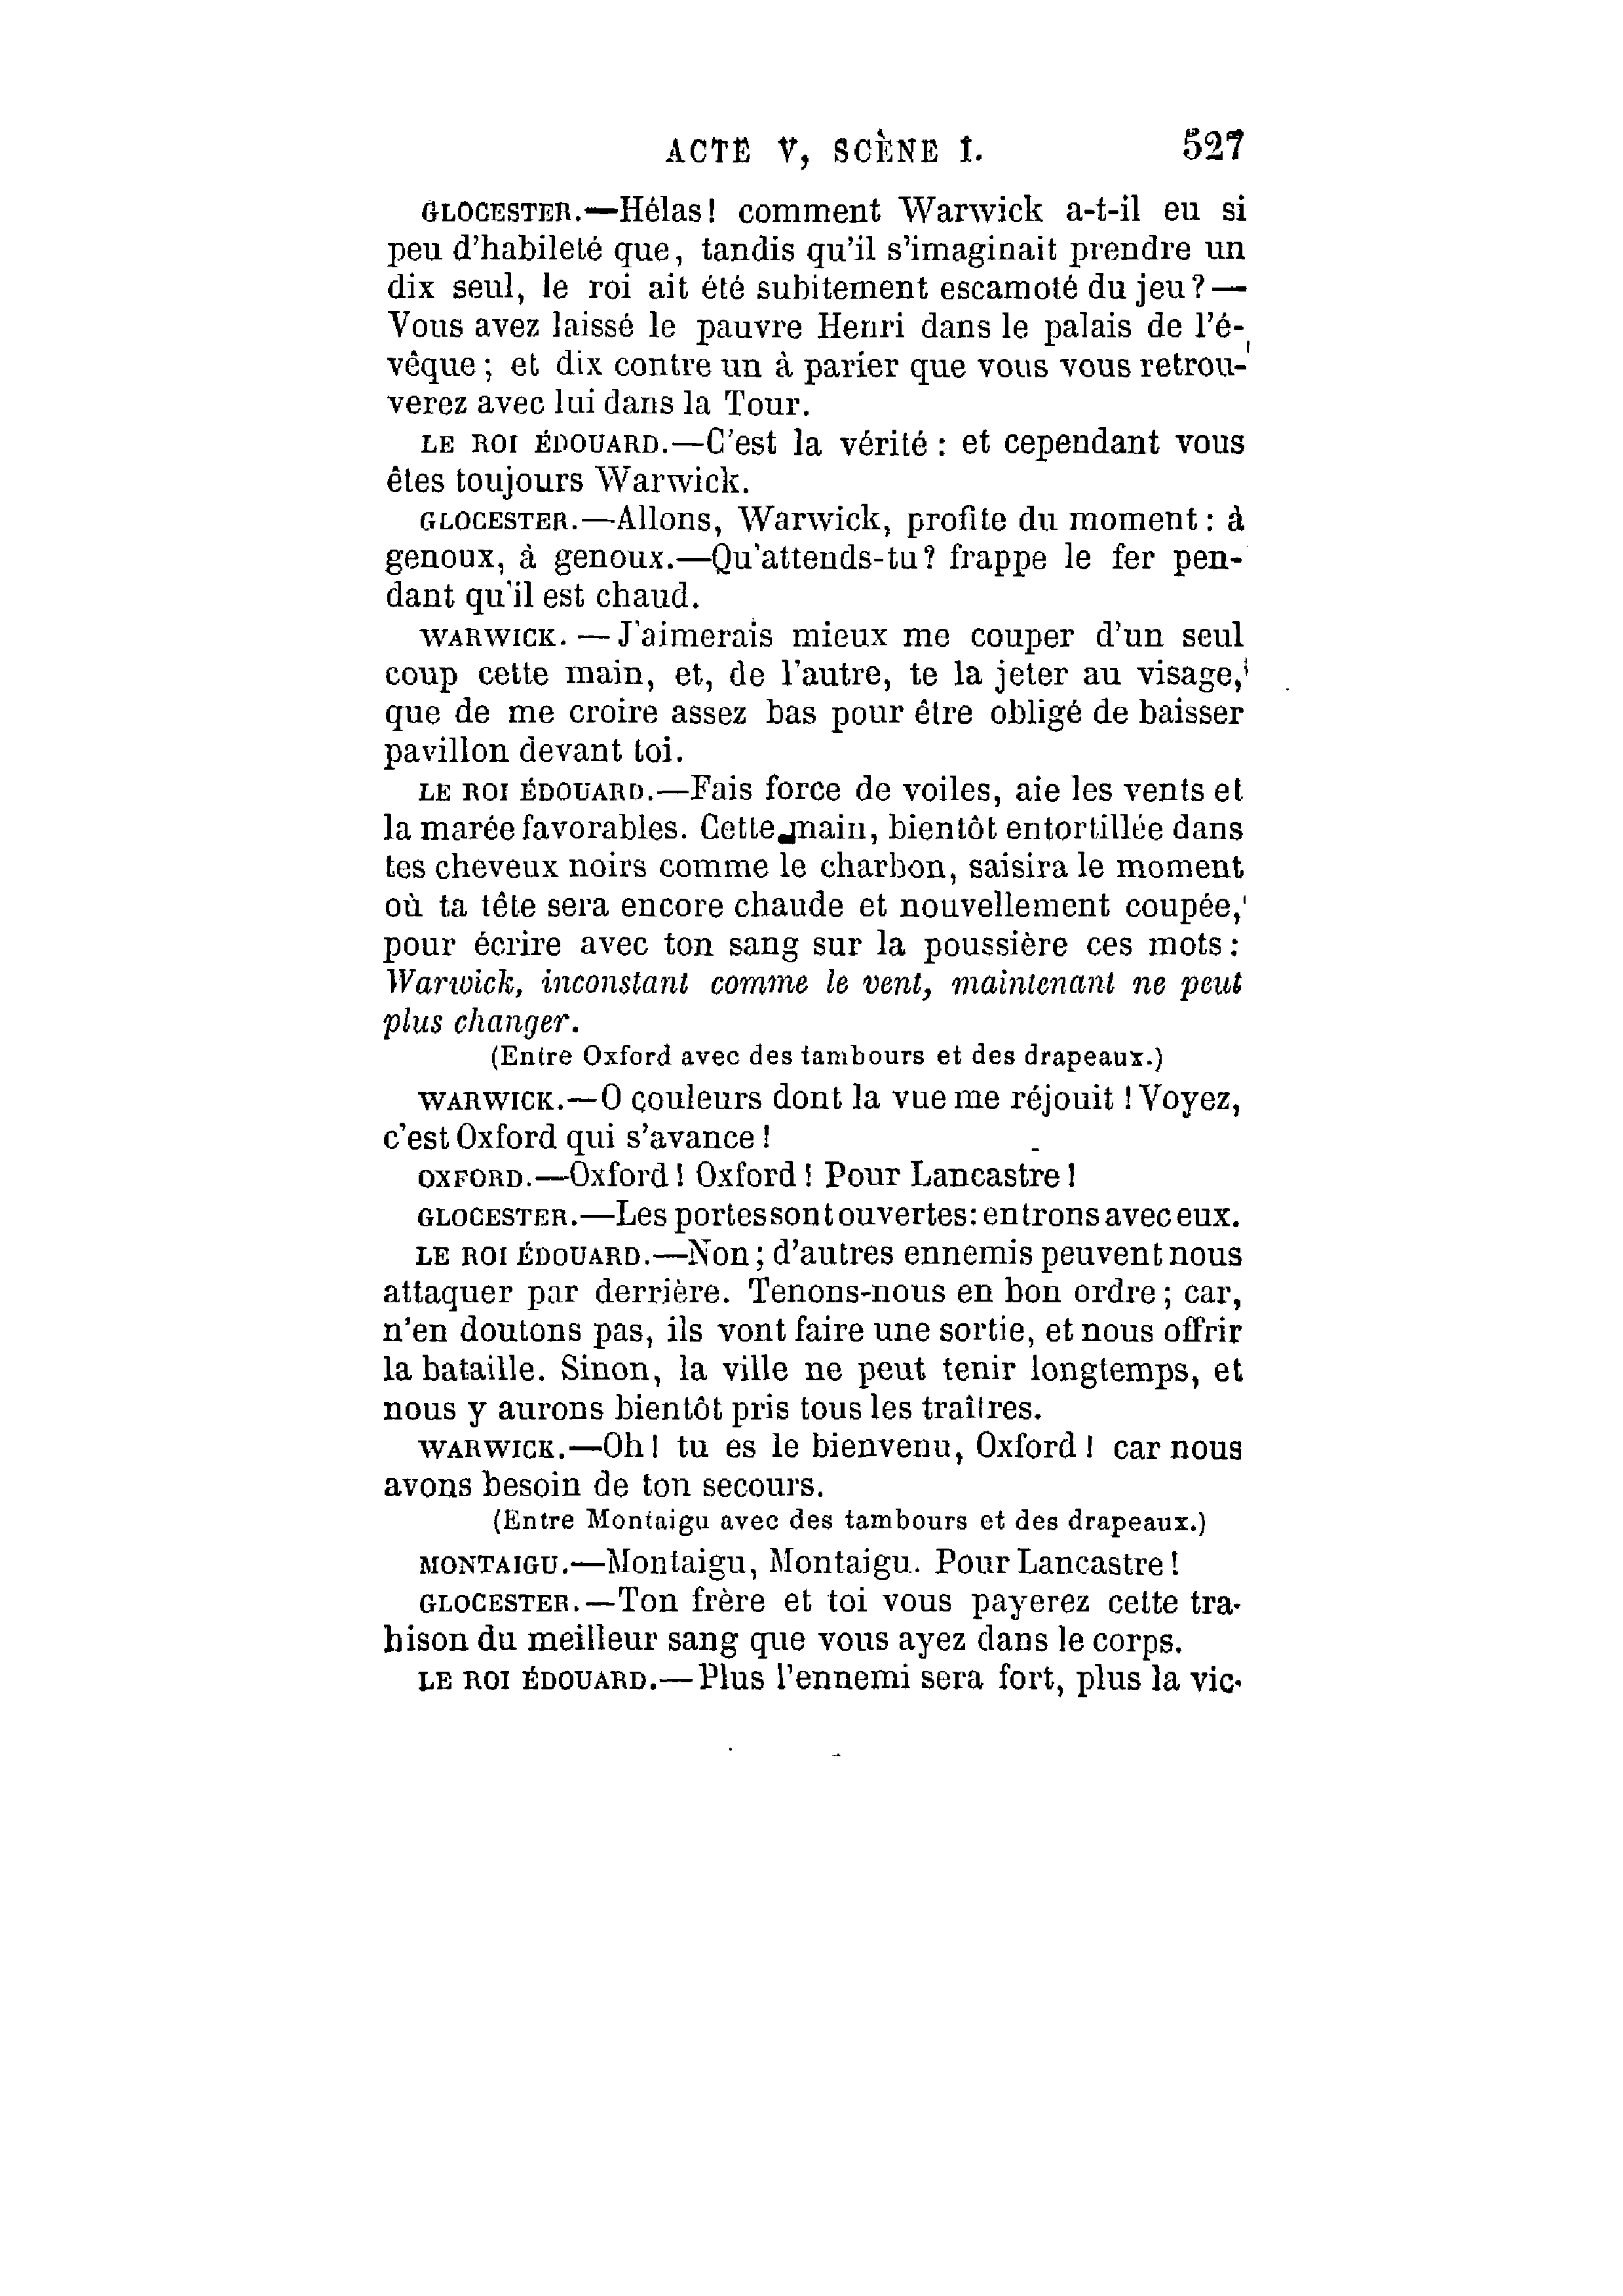 ACTE V, SCÈNE I. 527
GLOCESTER.—Hélas! comment Warwick a-t-il eu si
peu d'habileté que, tandis qu'il s'imaginait prendre un
dix seul, le roi ait été subitement escamoté du jeu?—
Vous avez laissé le pauvre Henri dans le palais de l'é-
vêque; et dix contre un à parier que vous vous retrou-
verez avec lui dans la Tour.
LE ROI ÉDOUARD.—C'est la vérité: et cependant vous
êtes toujours Warwick.
GLOCESTER.—Allons, Warwick, profite du moment: à
genoux, à genoux.—Qu'attends-tu? frappe le fer pen-
dant qu'il est chaud.
WARWICK.—J'aimerais mieux me couper d'un seul
coup cette main, et, de l'autre, te la jeter au visage,
que de me croire assez bas pour être obligé de baisser
pavillon devant toi.
LE ROI ÉDOUARD.—Fais force de voiles, aie les vents et
la marée favorables. Cette main, bientôt entortillée dans
tes cheveux noirs comme le charbon, saisira le moment
où ta tête sera encore chaude et nouvellement coupée,
pour écrire avec ton sang sur la poussière ces mots:
Warwick, inconstant comme le vent, maintenant ne peut
plus changer.
(Entre Oxford avec des tambours et des drapeaux.)
WARWICK.—O couleurs dont la vue me réjouit! Voyez,
c'est Oxford qui s'avance!
OXFORD.—Oxford! Oxford! Pour Lancastre!
GLOCESTER.—Les portes sont ouvertes: entrons avec eux.
LE ROI ÉDOUARD.—Non; d'autres ennemis peuvent nous
attaquer par derrière. Tenons-nous en bon ordre; car,
n'en doutons pas, ils vont faire une sortie, et nous offrir
la bataille. Sinon, la ville ne peut tenir longtemps, et
nous y aurons bientôt pris tous les traîtres.
WARWICK.—Oh! tu es le bienvenu, Oxford! car nous
avons besoin de ton secours.
(Entre Montaigu avec des tambours et des drapeaux.)
MONTAIGU.—Montaigu, Montaigu. Pour Lancastre!
GLOCESTER.—Ton frère et toi vous payerez cette tra-
hison du meilleur sang que vous ayez dans le corps.
LE ROI ÉDOUARD.—Plus l'ennemi sera fort, plus la vic-